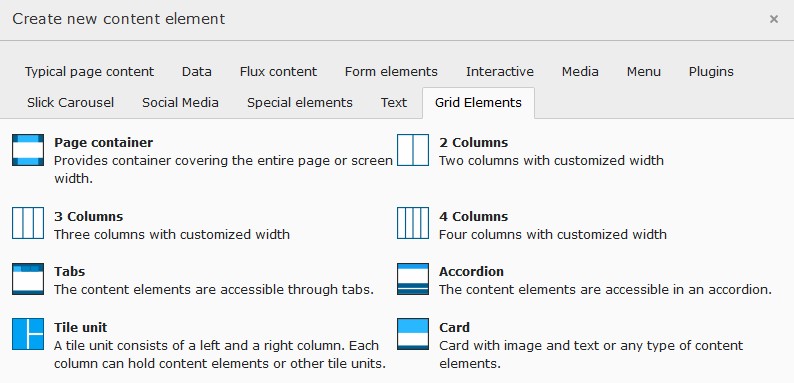 Create new content element ×
Typical page content Data Flux content Form elements Interactive Media Menu Plugins
Slick Carousel Social Media Special elements Text Grid Elements
Page container
Provides container covering the entire page or screen
width.
2 Columns
Two columns with customized width
3 Columns
Three columns with customized width
4 Columns
Four columns with customized width
Tabs
The content elements are accessible through tabs.
Accordion
The content elements are accessible in an accordion.
Tile unit
A tile unit consists of a left and a right column. Each
column can hold content elements or other tile units.
Card
Card with image and text or any type of content
elements.